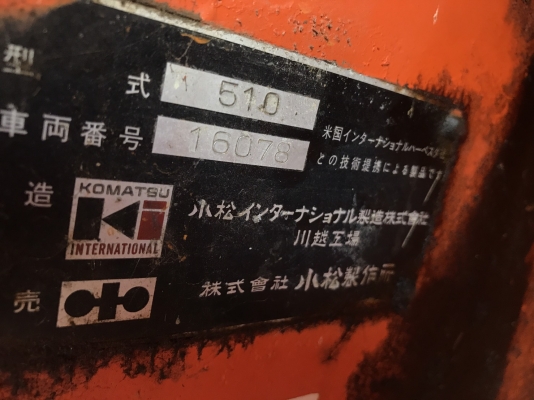 型式 510
車両番号 16078
米国インターナショナルハーベスタ社
との技術提携による製品です
造 KOMATSU INTERNATIONAL
小松インターナショナル製造株式会社
川越工場
売 株式會社 小松製作所